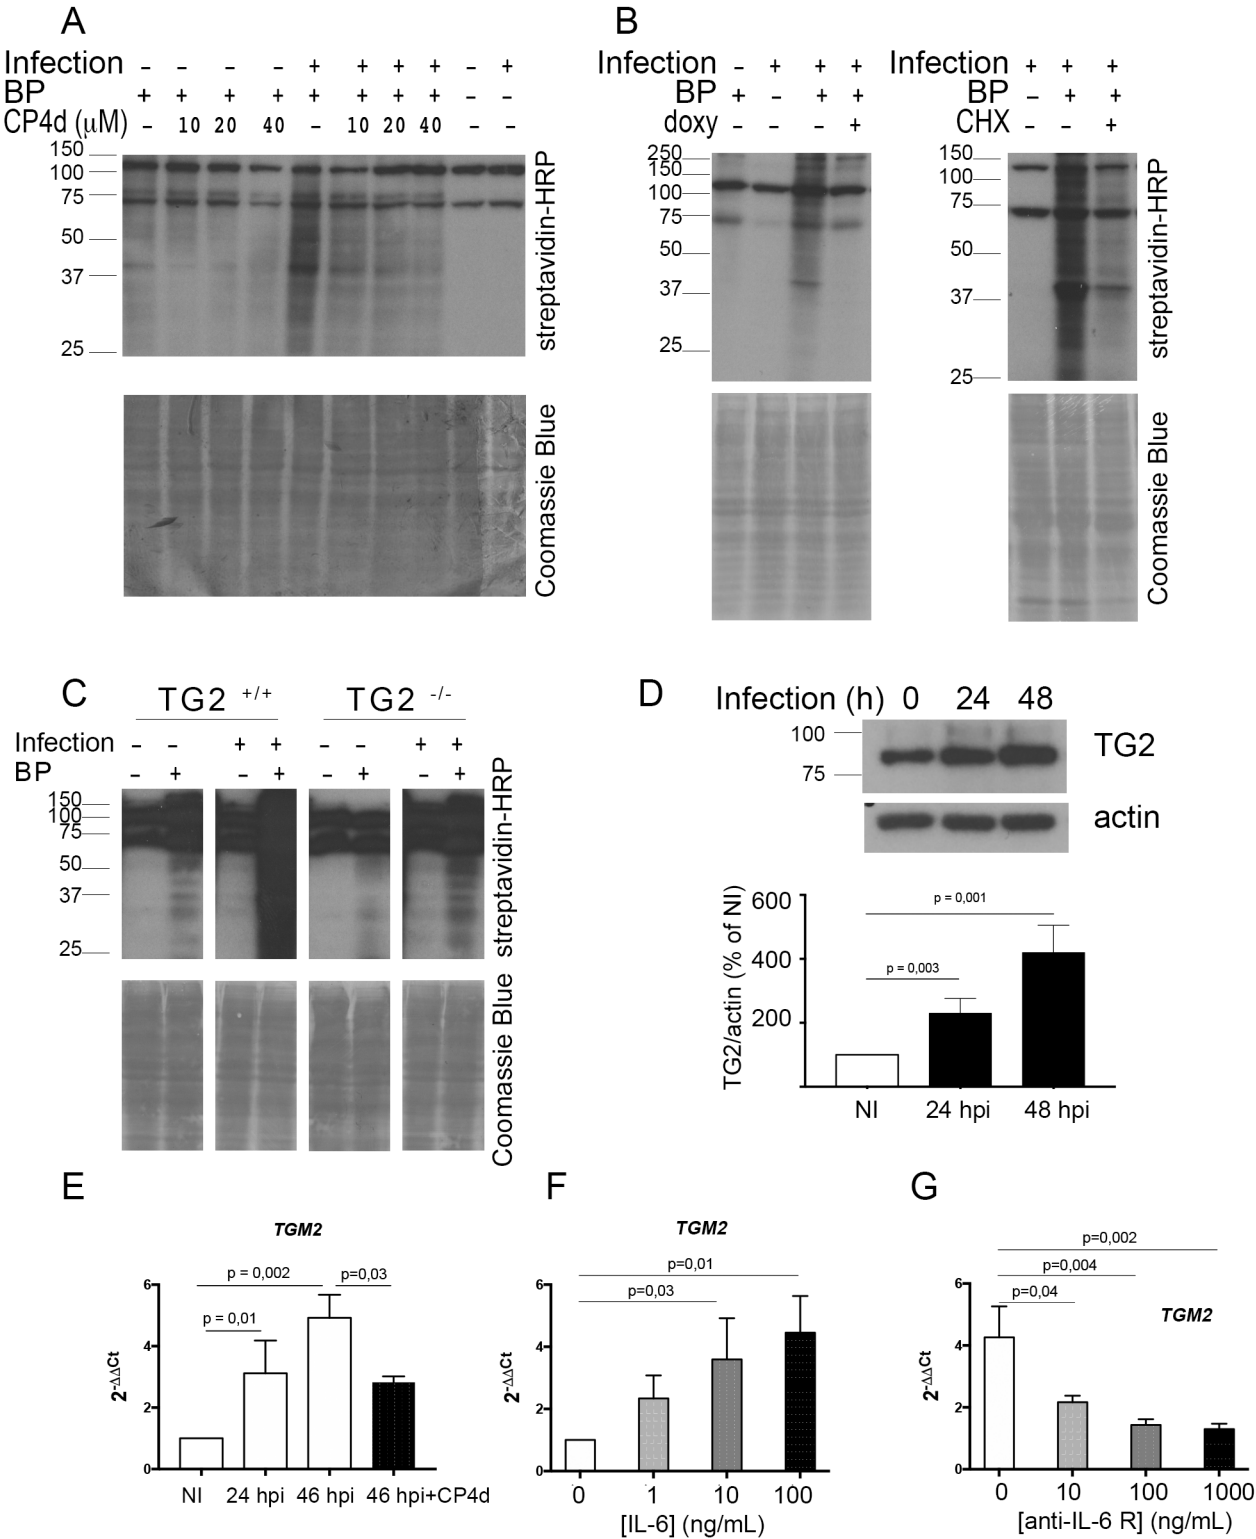 A
Infection – – – – + + + + – +
BP + + + + + + + + – –
CP4d (µM) – 10 20 40 – 10 20 40 – –
150
100
75
50
37
25
streptavidin-HRP
Coomassie Blue
B
Infection – + + +
BP + – + +
doxy – – – +
250
150
100
75
50
37
25
Infection + + +
BP – + +
CHX – – +
150
100
75
50
37
25
streptavidin-HRP
Coomassie Blue
C
TG2 +/+ TG2 -/-
Infection – – + + – – + +
BP – + – + – + – +
150
100
75
50
37
25
streptavidin-HRP
Coomassie Blue
D
Infection (h) 0 24 48
100
75
TG2
actin
TG2/actin (% of NI)
600
400
200
p = 0,001
p = 0,003
NI 24 hpi 48 hpi
E
TGM2
p = 0,002 p=0,03
p = 0,01
2-ΔΔCt
6
4
2
0
NI 24 hpi 46 hpi 46 hpi+CP4d
F
TGM2
p=0,01
p=0,03
2-ΔΔCt
6
4
2
0
0 1 10 100
[IL-6] (ng/mL)
G
p=0,002
p=0,004
p=0,04
TGM2
2-ΔΔCt
6
4
2
0
0 10 100 1000
[anti-IL-6 R] (ng/mL)